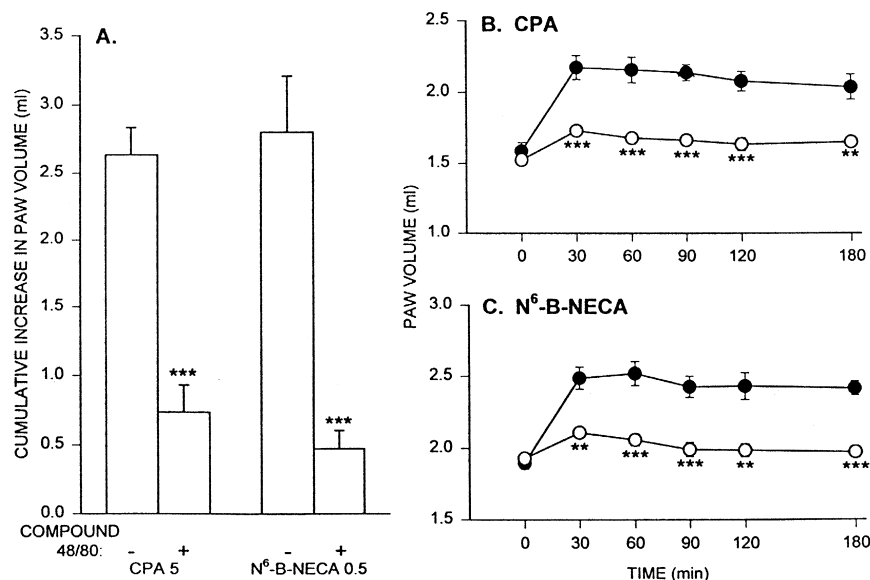 A.
CUMULATIVE INCREASE IN PAW VOLUME (ml)
3.5
3.0
2.5
2.0
1.5
1.0
0.5
0.0
***
***
COMPOUND
48/80: - + - +
CPA 5 N⁶-B-NECA 0.5
B. CPA
PAW VOLUME (ml)
2.5
2.0
1.5
1.0
*** *** *** *** **
0 30 60 90 120 180
C. N⁶-B-NECA
3.0
2.5
2.0
1.5
** *** *** ** ***
0 30 60 90 120 180
TIME (min)